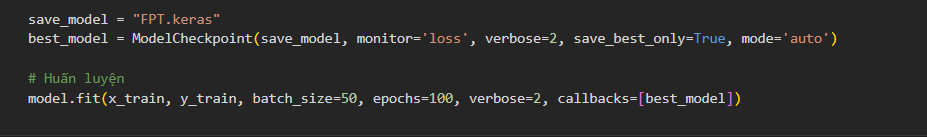 save_model = "FPT.keras"
best_model = ModelCheckpoint(save_model, monitor='loss', verbose=2, save_best_only=True, mode='auto')
# Huấn luyện
model.fit(x_train, y_train, batch_size=50, epochs=100, verbose=2, callbacks=[best_model])